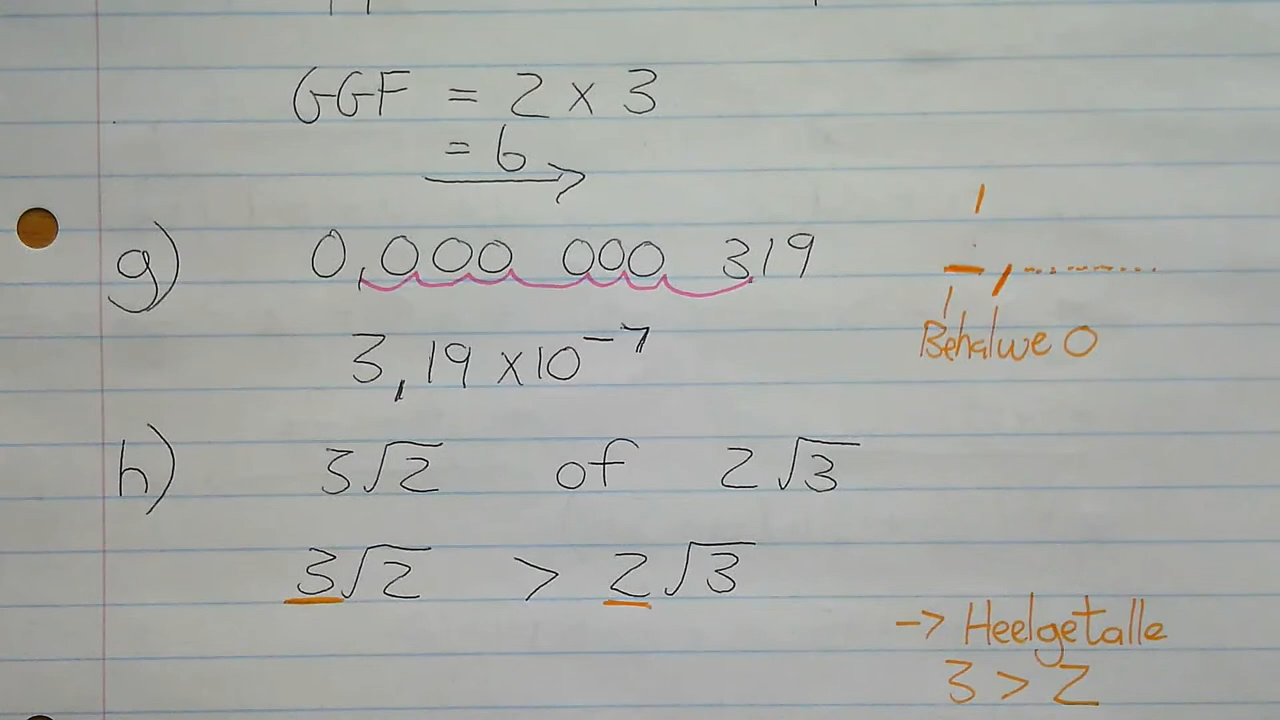 GGF = 2 × 3
= 6
g) 0,000 000 319
3,19 × 10⁻⁷
Behalwe 0
h) 3√2 of 2√3
3√2 > 2√3
-> Heelgetalle
3 > 2